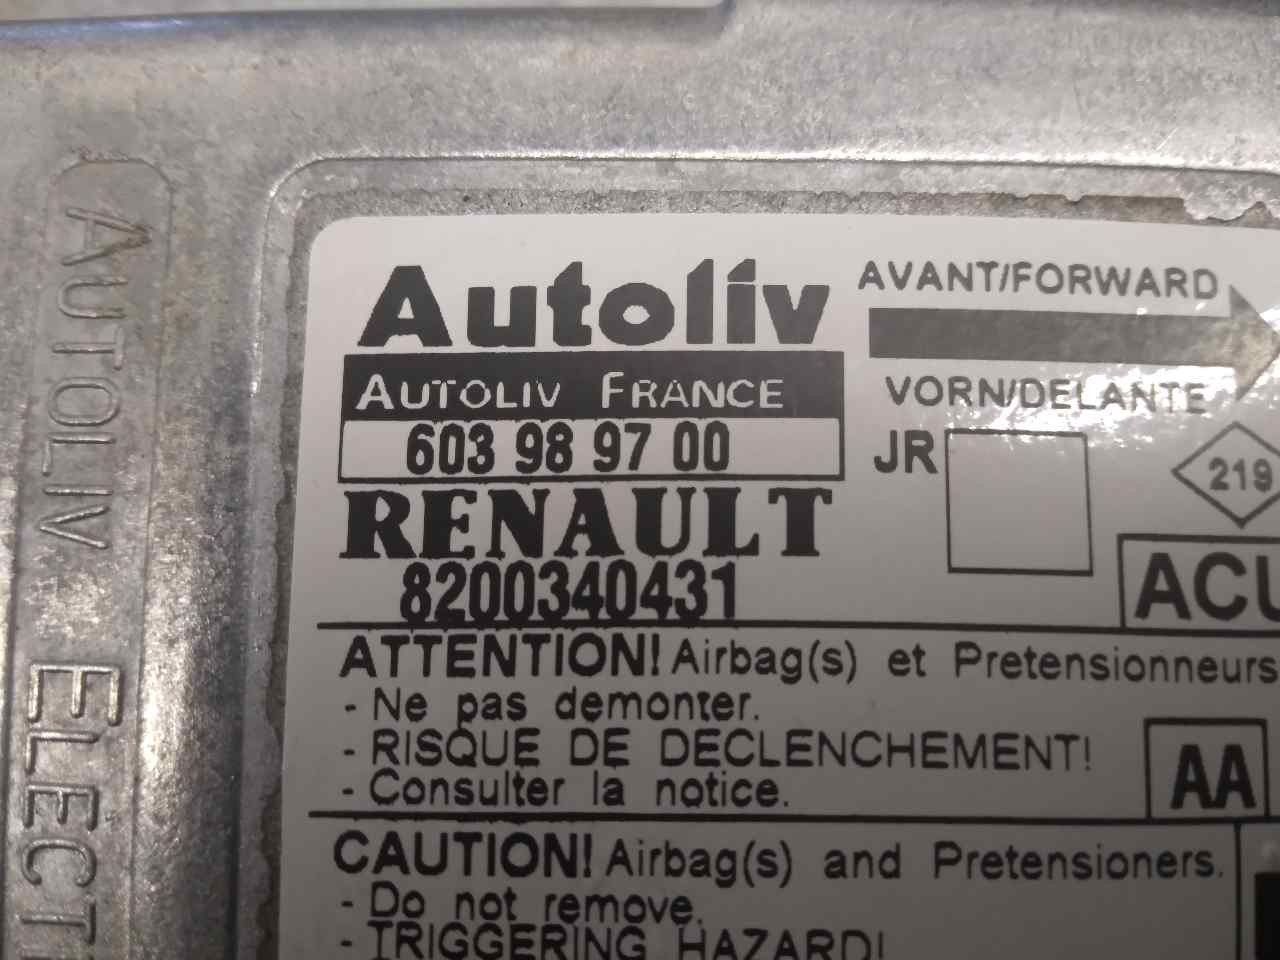 Autoliv
AUTOLIV FRANCE
603 98 97 00
RENAULT
8200340431
AVANT/FORWARD
VORN/DELANTE
JR
219
ATTENTION! Airbag(s) et Pretensionneurs
- Ne pas demonter.
- RISQUE DE DECLENCHEMENT!
- Consulter la notice.
AA
CAUTION! Airbag(s) and Pretensioners.
- Do not remove.
- TRIGGERING HAZARD!
AUTOLIV